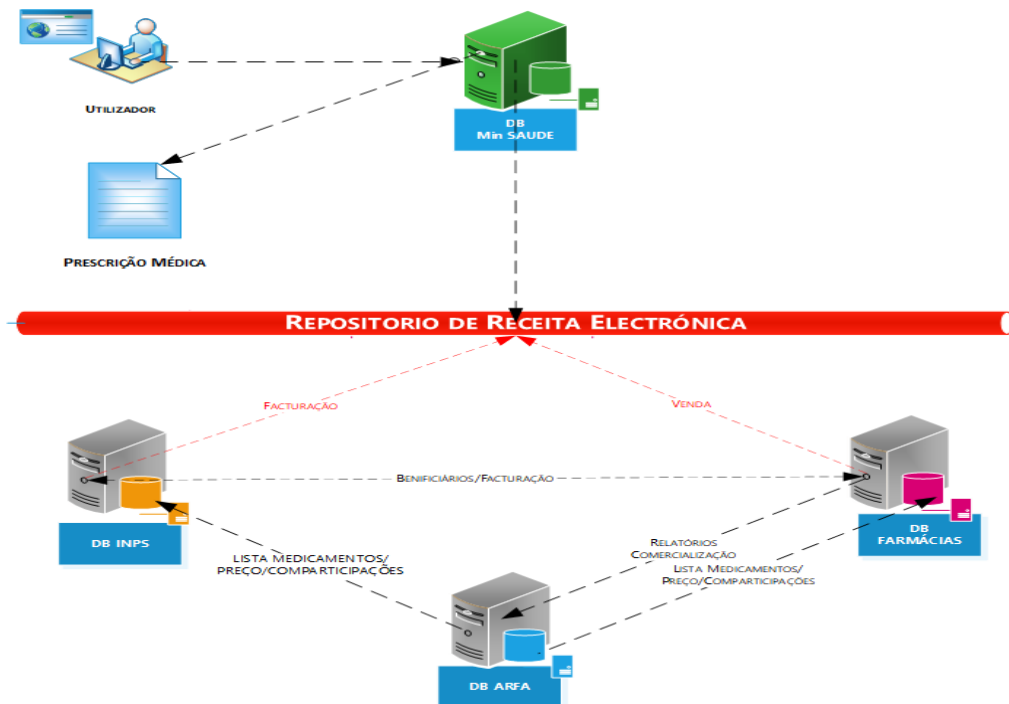 UTILIZADOR
DB
Min SAUDE
PRESCRIÇÃO MÉDICA
REPOSITORIO DE RECEITA ELECTRÓNICA
FACTURAÇÃO
VENDA
BENIFICIÁRIOS/FACTURAÇÃO
DB INPS
DB
FARMÁCIAS
LISTA MEDICAMENTOS/
PREÇO/COMPARTICIPAÇÕES
RELATÓRIOS
COMERCIALIZAÇÃO
LISTA MEDICAMENTOS/
PREÇO/COMPARTICIPAÇÕES
DB ARFA